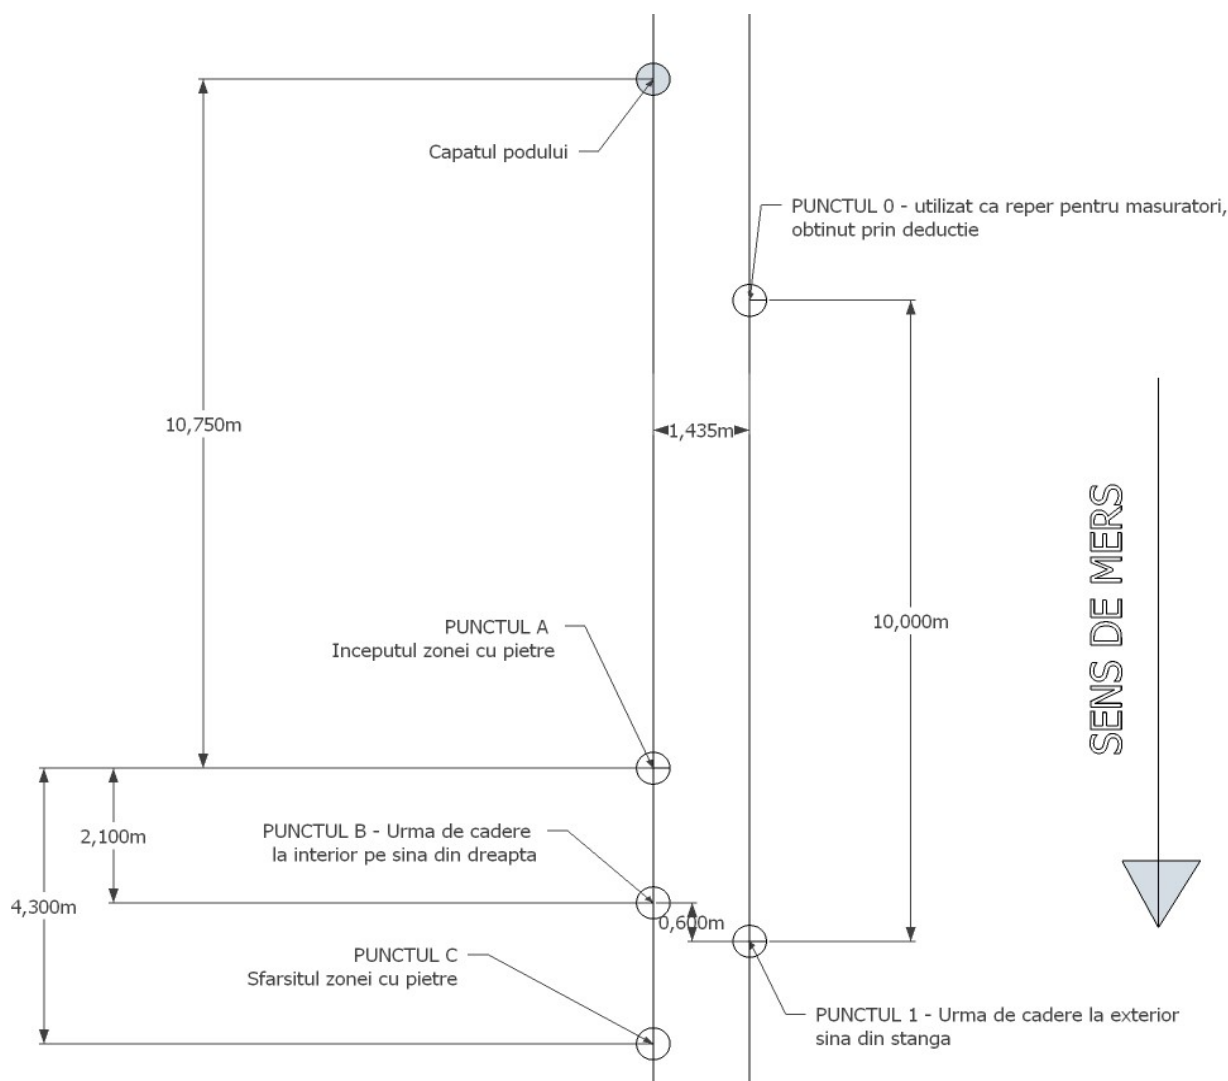 Capatul podului
PUNCTUL 0 - utilizat ca reper pentru masuratori,
obtinut prin deductie
10,750m
1,435m
SENS DE MERS
10,000m
PUNCTUL A
Inceputul zonei cu pietre
2,100m
PUNCTUL B - Urma de cadere
la interior pe sina din dreapta
4,300m
0,600m
PUNCTUL C
Sfarsitul zonei cu pietre
PUNCTUL 1 - Urma de cadere la exterior
sina din stanga